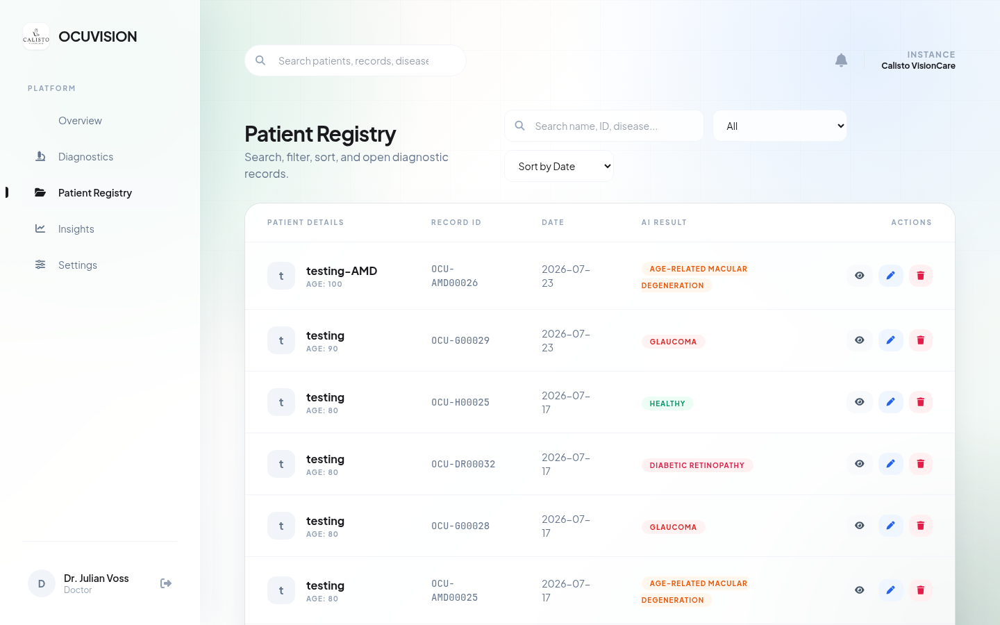 CALISTO
OCUVISION
PLATFORM
Overview
Diagnostics
Patient Registry
Insights
Settings
D
Dr. Julian Voss
Doctor
Search patients, records, disease
INSTANCE
Calisto VisionCare
Patient Registry
Search, filter, sort, and open diagnostic
records.
Search name, ID, disease...
All
Sort by Date
PATIENT DETAILS RECORD ID DATE AI RESULT ACTIONS
t
testing-AMD
AGE: 100
OCU-
AMD00026
2026-07-
23
AGE-RELATED MACULAR
DEGENERATION
t
testing
AGE: 90
OCU-G00029
2026-07-
23
GLAUCOMA
t
testing
AGE: 80
OCU-H00025
2026-07-
17
HEALTHY
t
testing
AGE: 80
OCU-DR00032
2026-07-
17
DIABETIC RETINOPATHY
t
testing
AGE: 80
OCU-G00028
2026-07-
17
GLAUCOMA
t
testing
AGE: 80
OCU-
AMD00025
2026-07-
17
AGE-RELATED MACULAR
DEGENERATION